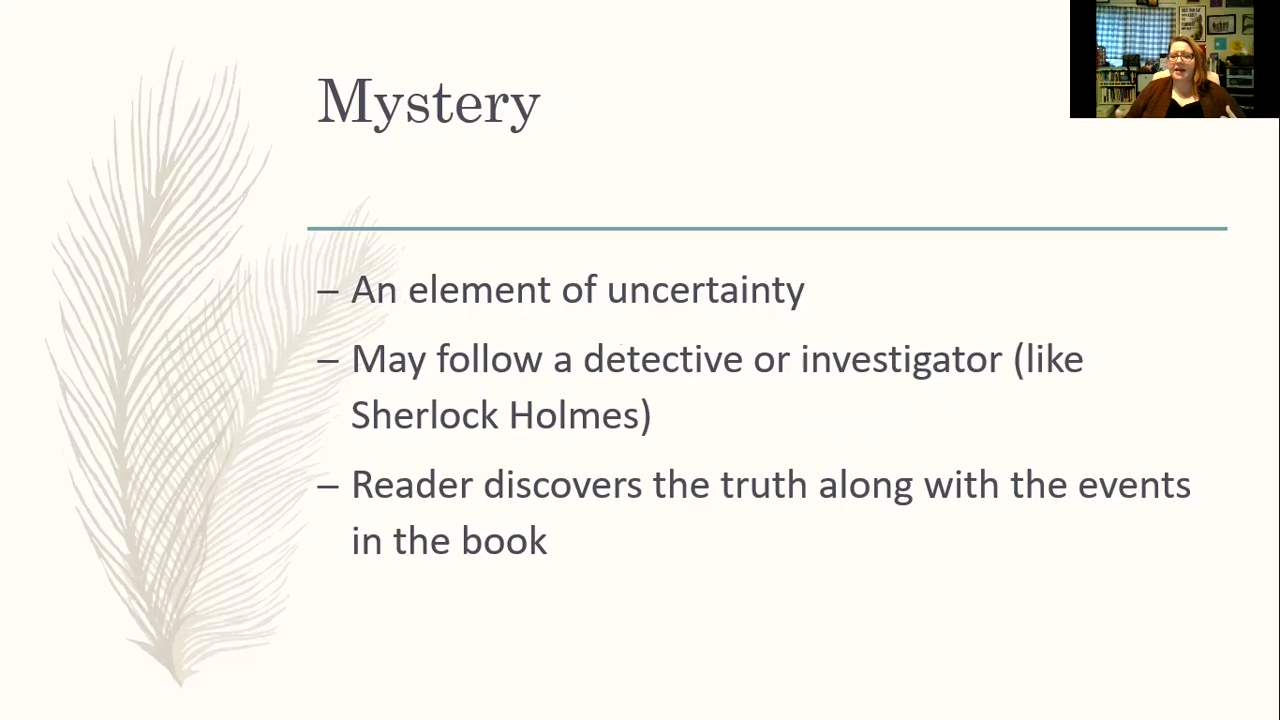 Mystery
– An element of uncertainty
– May follow a detective or investigator (like
Sherlock Holmes)
– Reader discovers the truth along with the events
in the book